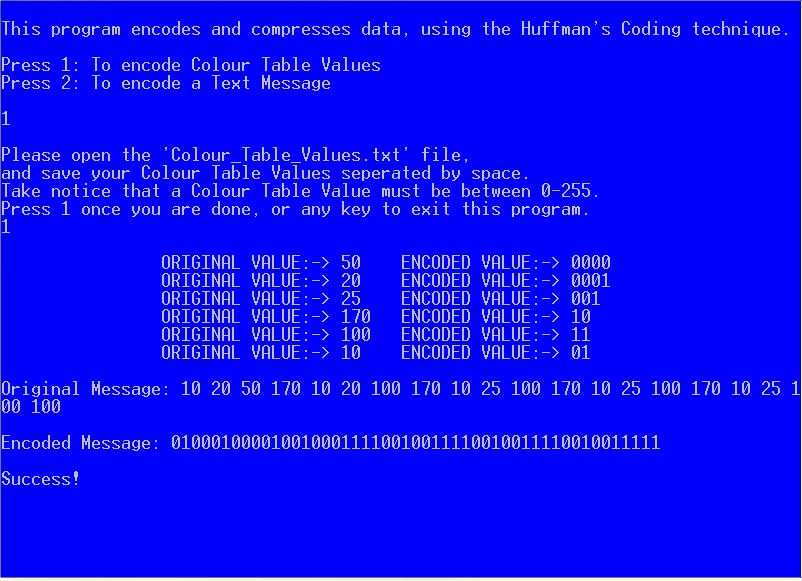 This program encodes and compresses data, using the Huffman's Coding technique.
Press 1: To encode Colour Table Values
Press 2: To encode a Text Message
1
Please open the 'Colour_Table_Values.txt' file,
and save your Colour Table Values seperated by space.
Take notice that a Colour Table Value must be between 0-255.
Press 1 once you are done, or any key to exit this program.
1
ORIGINAL VALUE:-> 50    ENCODED VALUE:-> 0000
ORIGINAL VALUE:-> 20    ENCODED VALUE:-> 0001
ORIGINAL VALUE:-> 25    ENCODED VALUE:-> 001
ORIGINAL VALUE:-> 170   ENCODED VALUE:-> 10
ORIGINAL VALUE:-> 100   ENCODED VALUE:-> 11
ORIGINAL VALUE:-> 10    ENCODED VALUE:-> 01
Original Message: 10 20 50 170 10 20 100 170 10 25 100 170 10 25 100 170 10 25 1
00 100
Encoded Message: 0100010000100100011110010011110010011110010011111
Success!